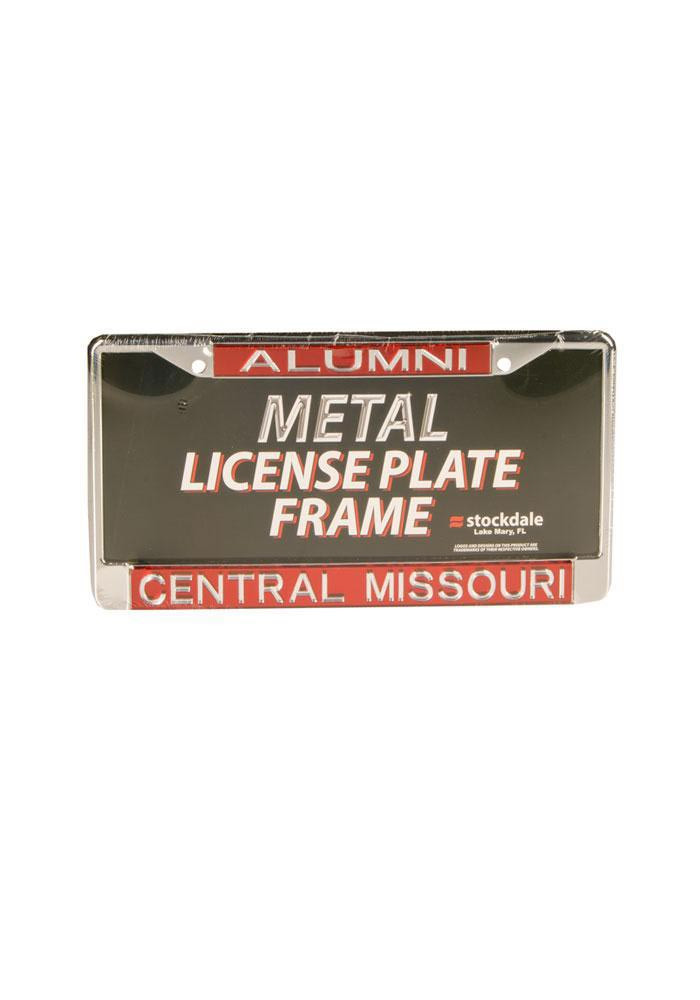 ALUMNI
METAL
LICENSE PLATE
FRAME
stockdale
Lake Mary, FL
LOGOS AND DESIGNS ON THIS PRODUCT ARE
TRADEMARKS OF THEIR RESPECTIVE OWNERS.
CENTRAL MISSOURI